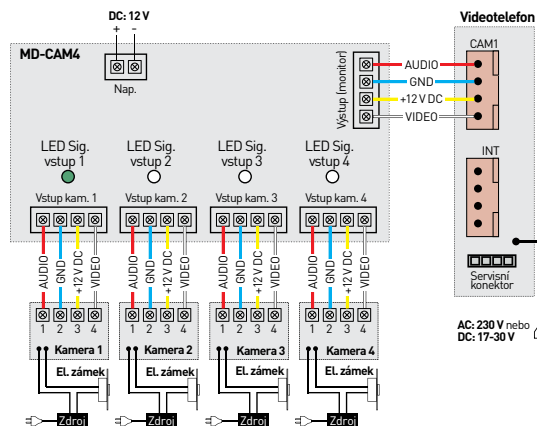 DC: 12 V
+ -
Videotelefon
MD-CAM4
Nap.
Výstup (monitor)
AUDIO
GND
+12 V DC
VIDEO
CAM1
INT
LED Sig. vstup 1
LED Sig. vstup 2
LED Sig. vstup 3
LED Sig. vstup 4
Vstup kam. 1
Vstup kam. 2
Vstup kam. 3
Vstup kam. 4
AUDIO
GND
+12 V DC
VIDEO
AUDIO
GND
+12 V DC
VIDEO
AUDIO
GND
+12 V DC
VIDEO
AUDIO
GND
+12 V DC
VIDEO
Servisní
konektor
1 2 3 4
1 2 3 4
1 2 3 4
1 2 3 4
Kamera 1
Kamera 2
Kamera 3
Kamera 4
AC: 230 V nebo
DC: 17-30 V
El. zámek
El. zámek
El. zámek
El. zámek
Zdroj
Zdroj
Zdroj
Zdroj